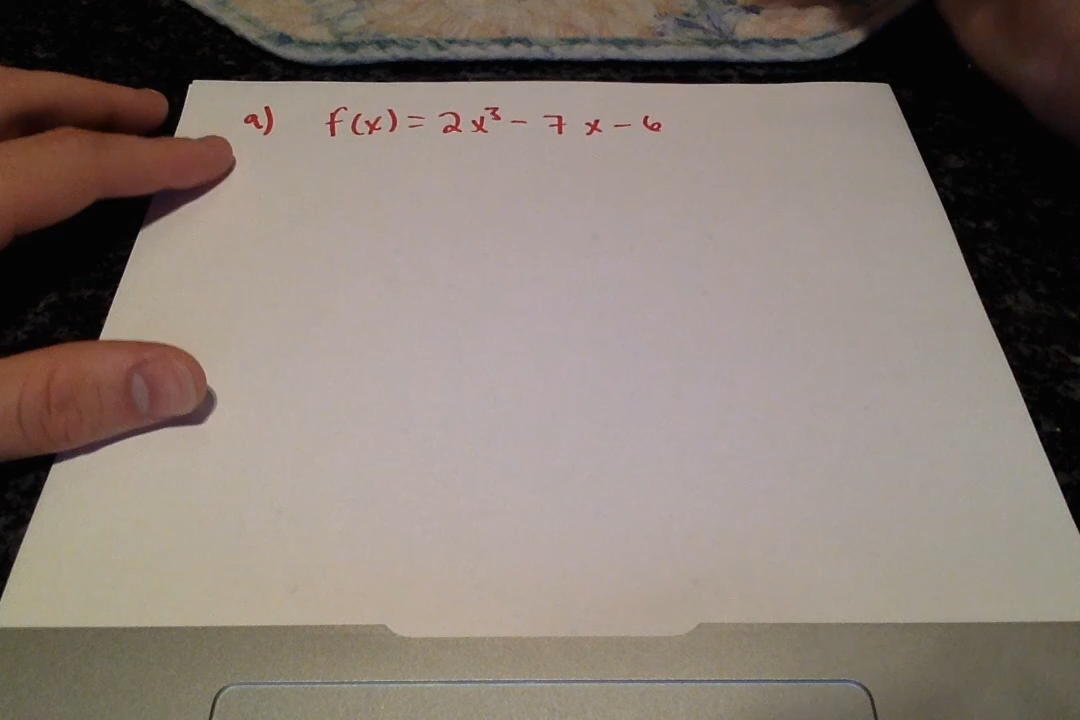 a) f(x) = 2x³ - 7x - 6